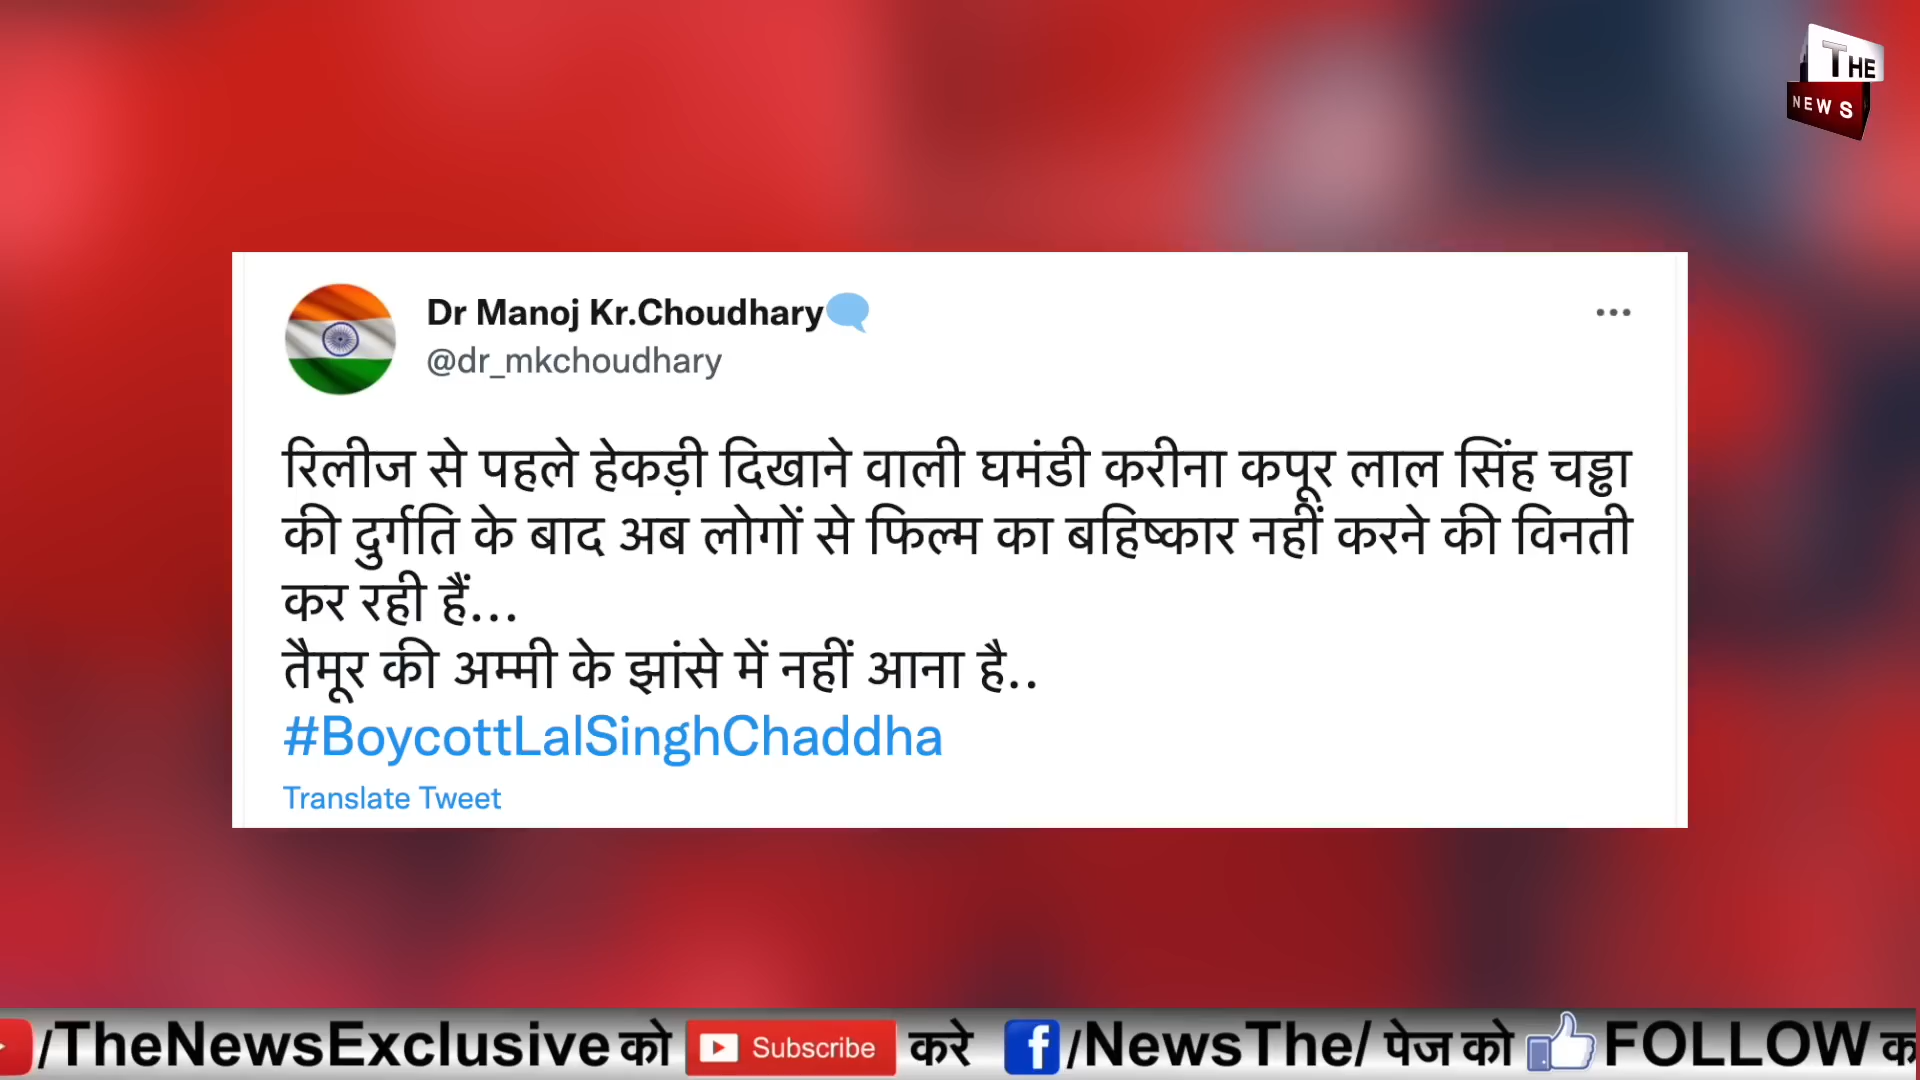 THE
NEWS
Dr Manoj Kr.Choudhary
@dr_mkchoudhary
रिलीज से पहले हेकड़ी दिखाने वाली घमंडी करीना कपूर लाल सिंह चड्ढा
की दुर्गति के बाद अब लोगों से फिल्म का बहिष्कार नहीं करने की विनती
कर रही हैं...
तैमूर की अम्मी के झांसे में नहीं आना है..
#BoycottLalSinghChaddha
Translate Tweet
/TheNewsExclusive को Subscribe करे f/NewsThe/ पेज को FOLLOW क